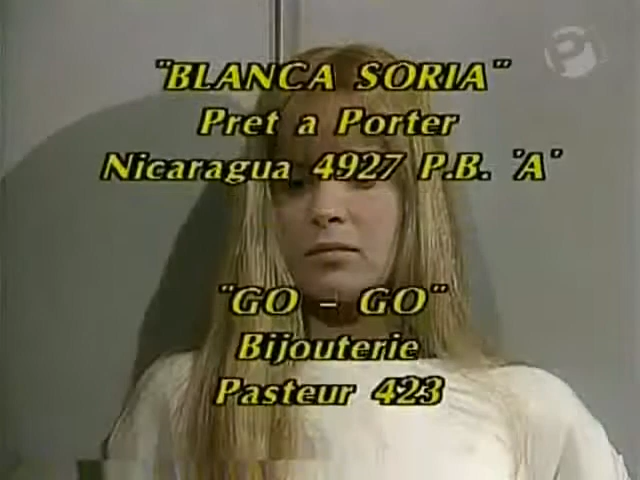 "BLANCA SORIA"
Pret a Porter
Nicaragua 4927 P.B. "A"
"GO - GO"
Bijouterie
Pasteur 423